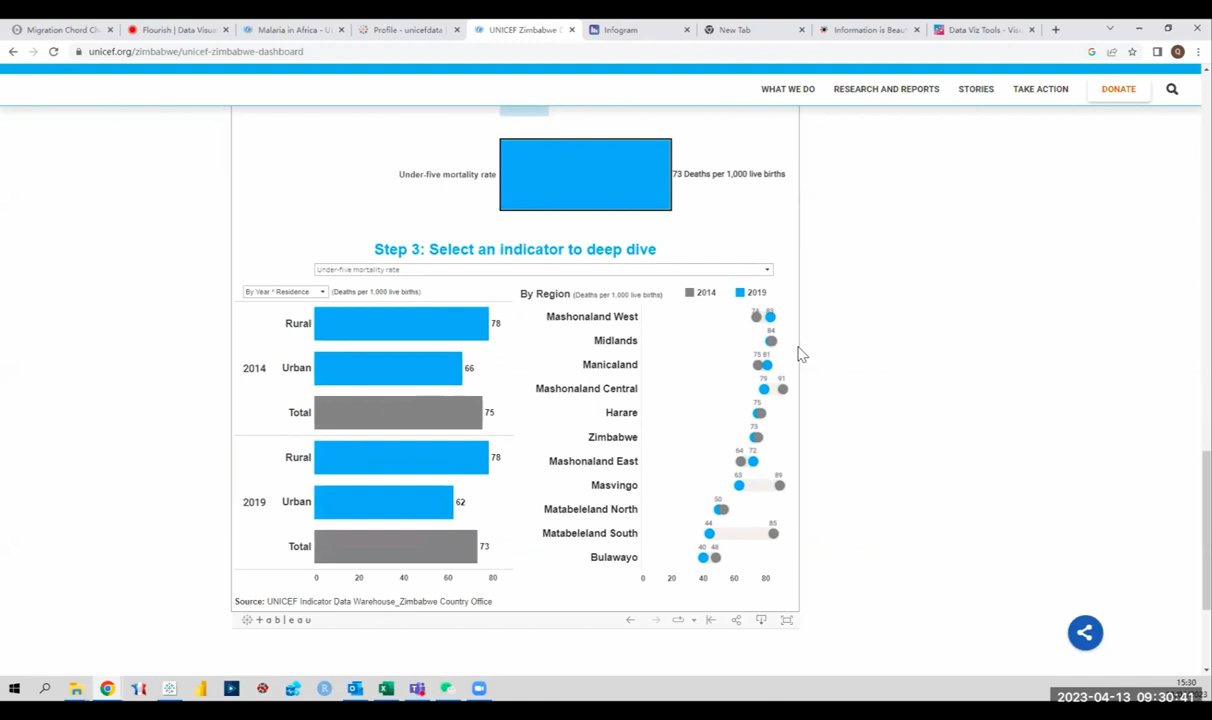 Migration Chord Ch
Flourish | Data Visua
Malaria in Africa - U
Profile - unicefdata |
UNICEF Zimbabwe D
Infogram
New Tab
Information is Beau
Data Viz Tools - Visu
unicef.org/zimbabwe/unicef-zimbabwe-dashboard
WHAT WE DO RESEARCH AND REPORTS STORIES TAKE ACTION DONATE
Under-five mortality rate 73 Deaths per 1,000 live births
Step 3: Select an indicator to deep dive
Under-five mortality rate
By Year * Residence (Deaths per 1,000 live births)
2014
Rural 78
Urban 66
Total 75
2019
Rural 78
Urban 62
Total 73
0 20 40 60 80
By Region (Deaths per 1,000 live births) 2014 2019
Mashonaland West
Midlands 84
Manicaland 75 81
Mashonaland Central 79 91
Harare 75
Zimbabwe 73
Mashonaland East 64 72
Masvingo 63 89
Matabeleland North 50
Matabeleland South 44 85
Bulawayo 40 48
0 20 40 60 80
Source: UNICEF Indicator Data Warehouse_Zimbabwe Country Office
+ableau
15:30
2023-04-13 09:30:41